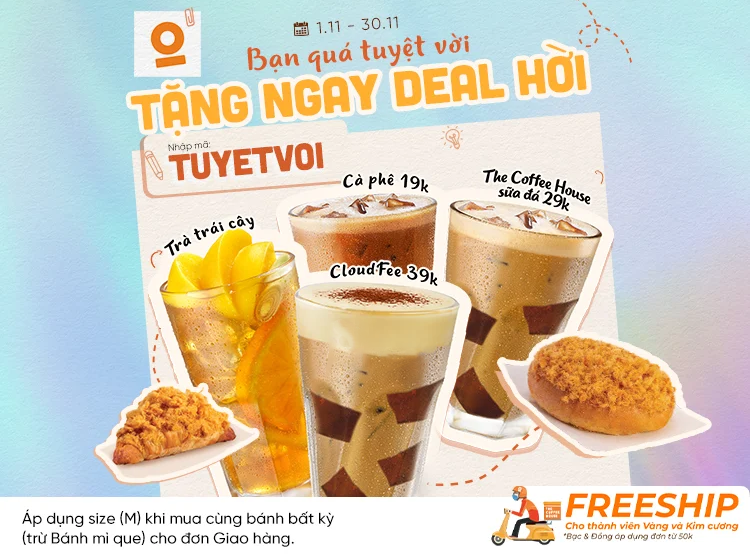 1.11 - 30.11
Bạn quá tuyệt vời
TẶNG NGAY DEAL HỜI
Nhập mã:
TUYETVOI
Cà phê 19k
The Coffee House
sữa đá 29k
Trà trái cây
CloudFee 39k
Áp dụng size (M) khi mua cùng bánh bất kỳ
(trừ Bánh mì que) cho đơn Giao hàng.
FREESHIP
Cho thành viên Vàng và Kim cương
*Bạc & Đồng áp dụng đơn từ 50k